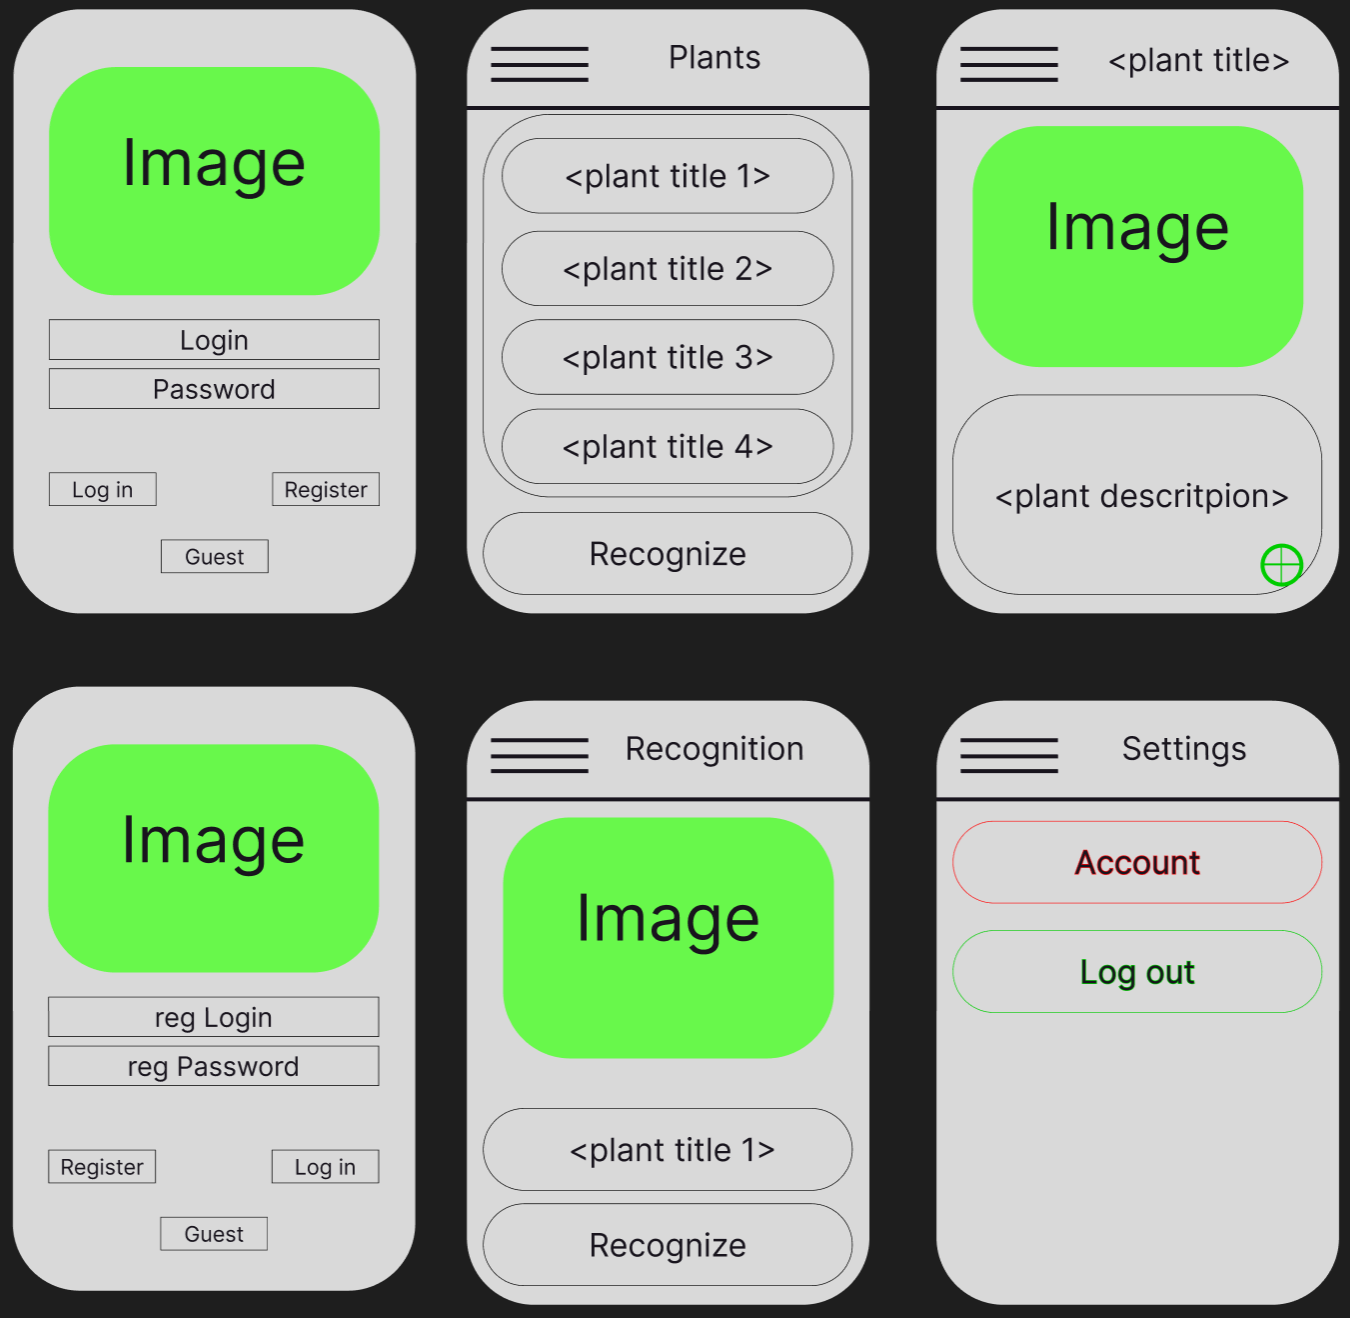 Image
Login
Password
Log in
Register
Guest
Plants
<plant title 1>
<plant title 2>
<plant title 3>
<plant title 4>
Recognize
<plant title>
Image
<plant descritpion>
Image
reg Login
reg Password
Register
Log in
Guest
Recognition
Image
<plant title 1>
Recognize
Settings
Account
Log out